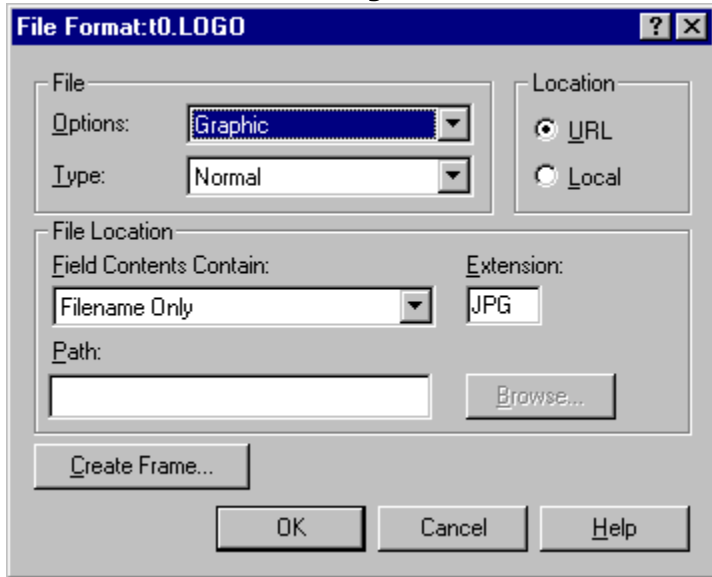 File Format:t0.LOGO
File
Options:
Graphic
Type:
Normal
Location
URL
Local
File Location
Field Contents Contain:
Filename Only
Extension:
JPG
Path:
Browse...
Create Frame...
OK
Cancel
Help